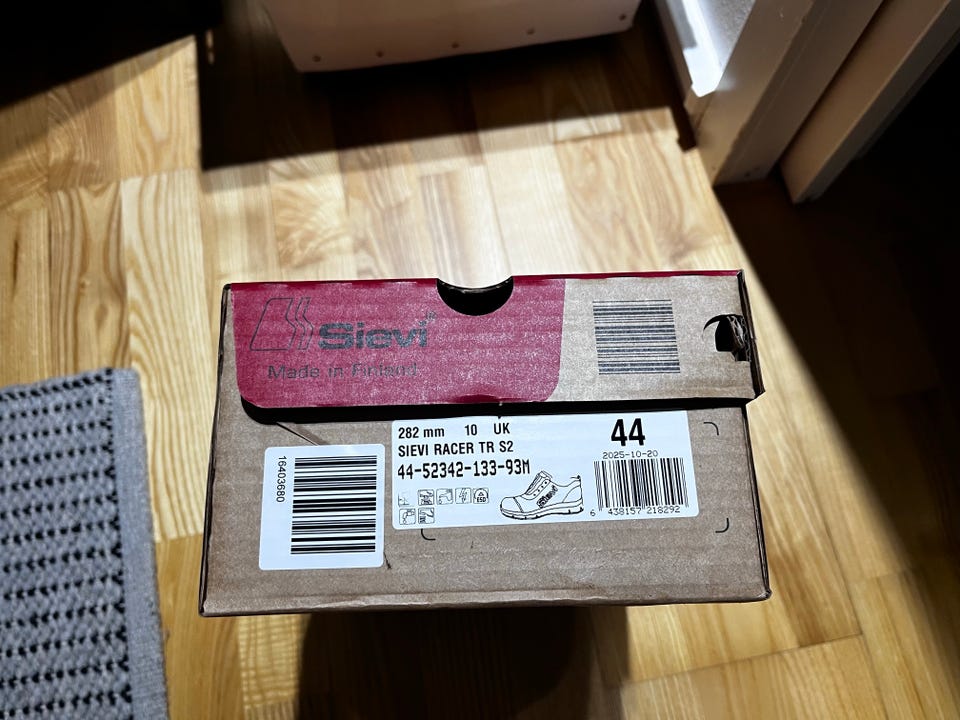 Sievi®
Made in Finland
282 mm 10 UK
SIEVI RACER TR S2
44-52342-133-93M
44
2025-10-20
6 438157 218292
16403680
ESD